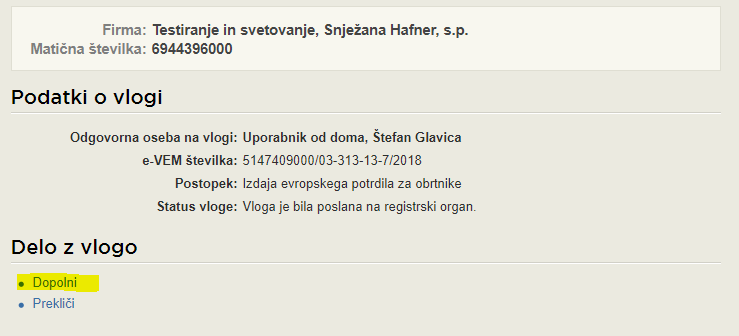 Firma: Testiranje in svetovanje, Snježana Hafner, s.p.
Matična številka: 6944396000
Podatki o vlogi
Odgovorna oseba na vlogi: Uporabnik od doma, Štefan Glavica
e-VEM številka: 5147409000/03-313-13-7/2018
Postopek: Izdaja evropskega potrdila za obrtnike
Status vloge: Vloga je bila poslana na registrski organ.
Delo z vlogo
Dopolni
Prekliči